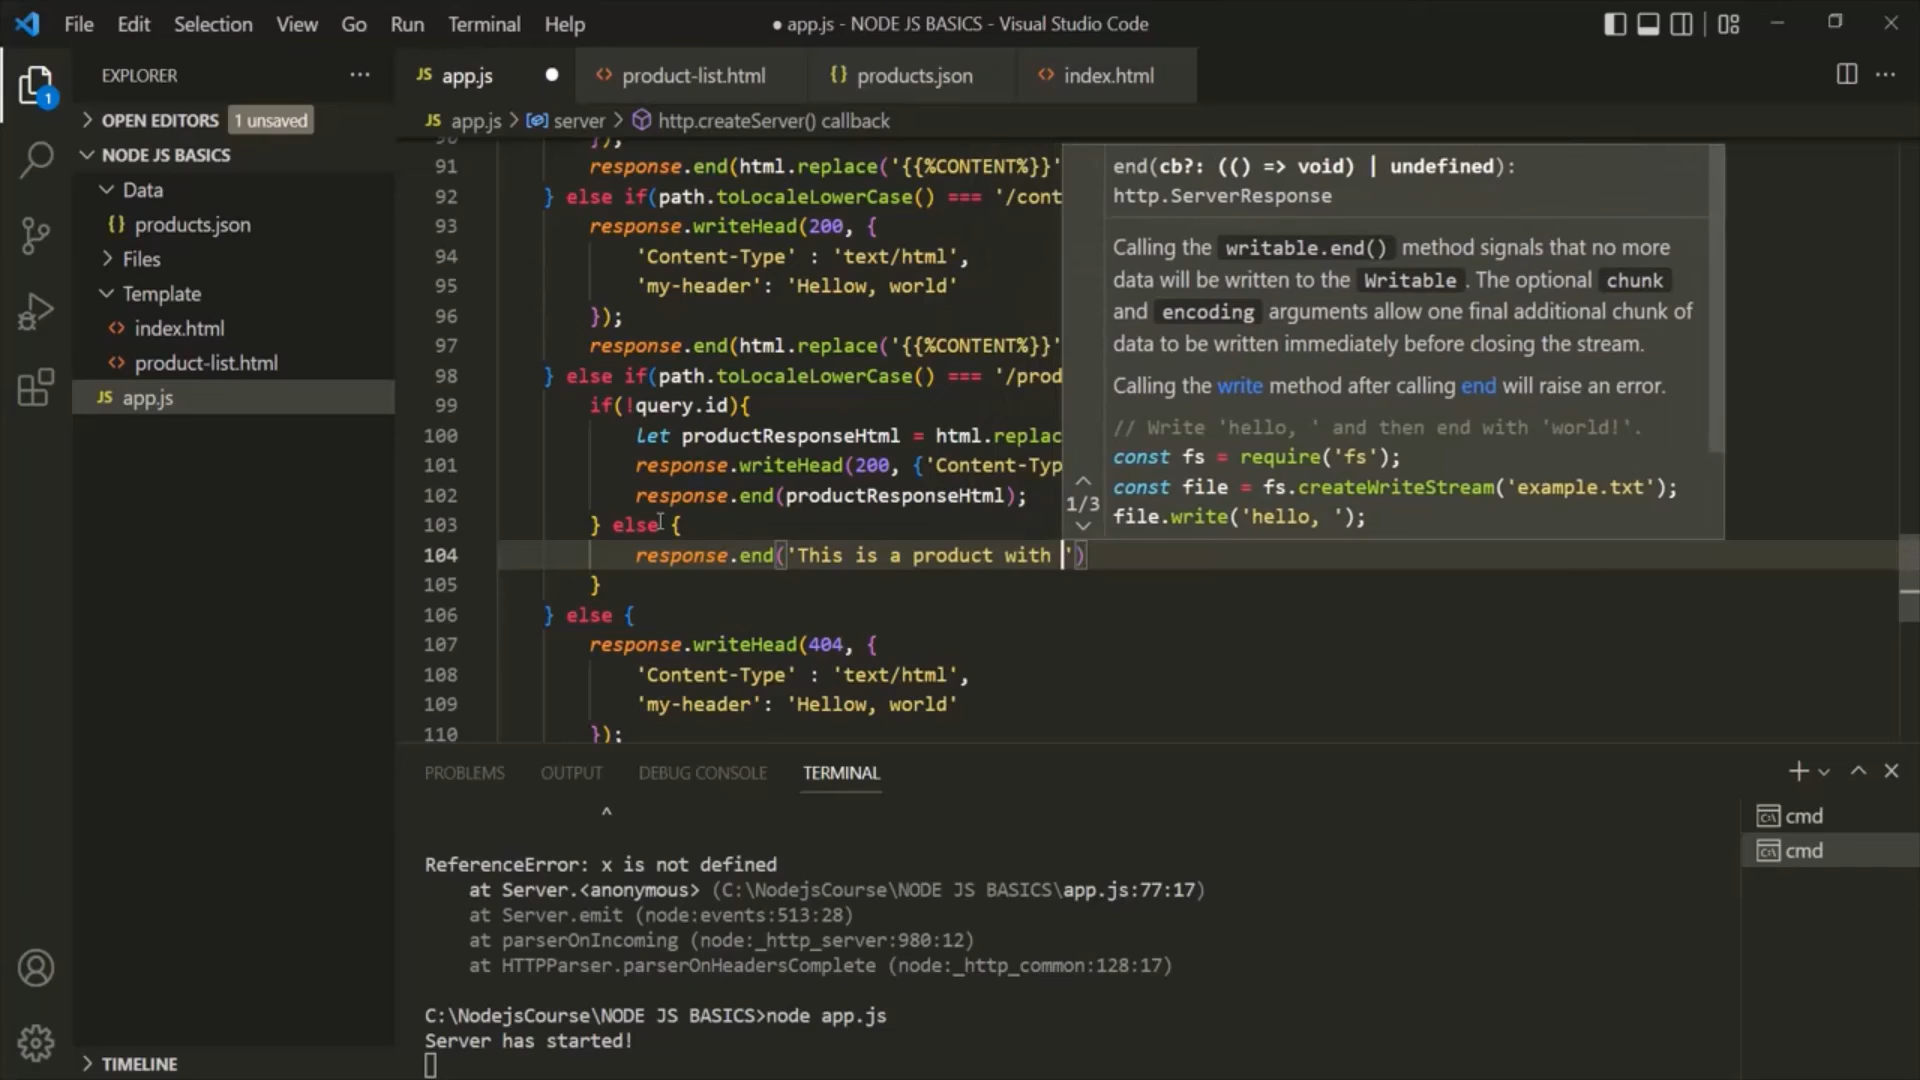 File Edit Selection View Go Run Terminal Help
● app.js - NODE JS BASICS - Visual Studio Code
EXPLORER
JS app.js
product-list.html
{} products.json
index.html
1
OPEN EDITORS 1 unsaved
NODE JS BASICS
Data
{} products.json
Files
Template
index.html
product-list.html
JS app.js
TIMELINE
JS app.js > server > http.createServer() callback
90 });
91 response.end(html.replace('{{%CONTENT%}}'
92 } else if(path.toLocaleLowerCase() === '/cont
93 response.writeHead(200, {
94 'Content-Type' : 'text/html',
95 'my-header': 'Hellow, world'
96 });
97 response.end(html.replace('{{%CONTENT%}}'
98 } else if(path.toLocaleLowerCase() === '/prod
99 if(!query.id){
100 let productResponseHtml = html.replac
101 response.writeHead(200, {'Content-Typ
102 response.end(productResponseHtml);
103 } else {
104 response.end('This is a product with ')
105 }
106 } else {
107 response.writeHead(404, {
108 'Content-Type' : 'text/html',
109 'my-header': 'Hellow, world'
110 });
1/3
end(cb?: (() => void) | undefined):
http.ServerResponse
Calling the writable.end() method signals that no more
data will be written to the Writable. The optional chunk
and encoding arguments allow one final additional chunk of
data to be written immediately before closing the stream.
Calling the write method after calling end will raise an error.
// Write 'hello, ' and then end with 'world!'.
const fs = require('fs');
const file = fs.createWriteStream('example.txt');
file.write('hello, ');
PROBLEMS OUTPUT DEBUG CONSOLE TERMINAL
^
ReferenceError: x is not defined
at Server.<anonymous> (C:\NodejsCourse\NODE JS BASICS\app.js:77:17)
at Server.emit (node:events:513:28)
at parserOnIncoming (node:_http_server:980:12)
at HTTPParser.parserOnHeadersComplete (node:_http_common:128:17)
C:\NodejsCourse\NODE JS BASICS>node app.js
Server has started!
cmd
cmd